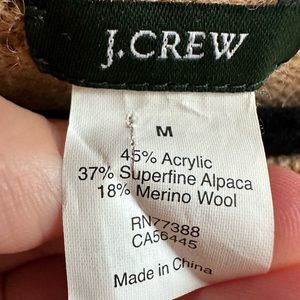 J.CREW
M
45% Acrylic
37% Superfine Alpaca
18% Merino Wool
RN77388
CA56445
Made in China